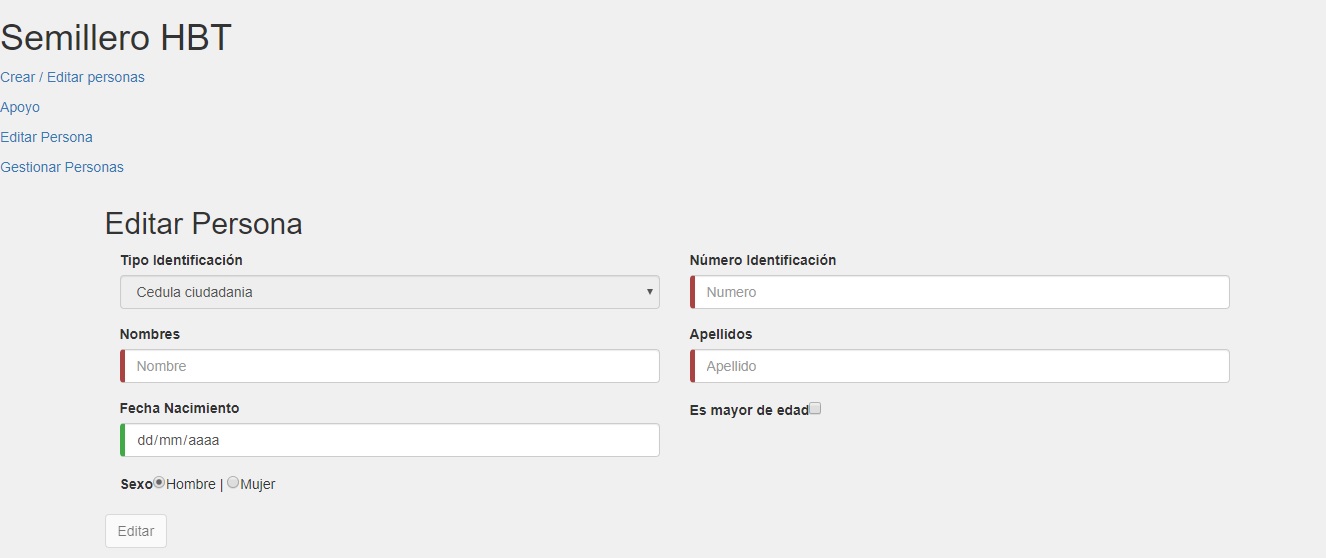 Semillero HBT
Crear / Editar personas
Apoyo
Editar Persona
Gestionar Personas
Editar Persona
Tipo Identificación
Número Identificación
Cedula ciudadania
Numero
Nombres
Apellidos
Nombre
Apellido
Fecha Nacimiento
Es mayor de edad
dd/mm/aaaa
Sexo Hombre | Mujer
Editar